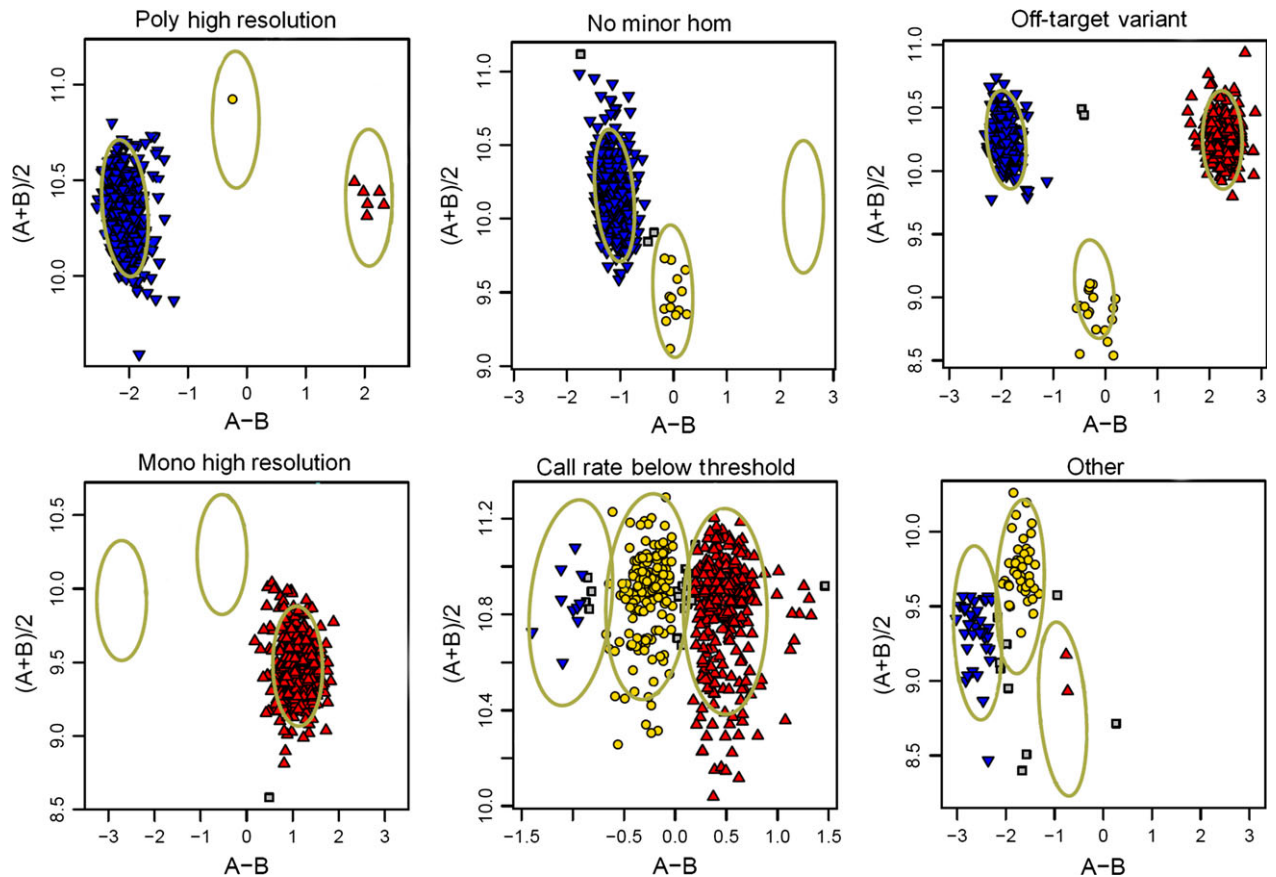 Poly high resolution
(A+B)/2
11.0
10.5
10.0
−2 −1 0 1 2
A−B
No minor hom
(A+B)/2
11.0
10.5
10.0
9.5
9.0
−3 −2 −1 0 1 2 3
A−B
Off-target variant
(A+B)/2
11.0
10.5
10.0
9.5
9.0
8.5
−3 −2 −1 0 1 2 3
A−B
Mono high resolution
(A+B)/2
10.5
10.0
9.5
9.0
8.5
−3 −2 −1 0 1 2 3
A−B
Call rate below threshold
(A+B)/2
11.2
10.8
10.4
10.0
−1.5 −0.5 0.0 0.5 1.0 1.5
A−B
Other
(A+B)/2
10.0
9.5
9.0
8.5
−3 −2 −1 0 1 2 3
A−B